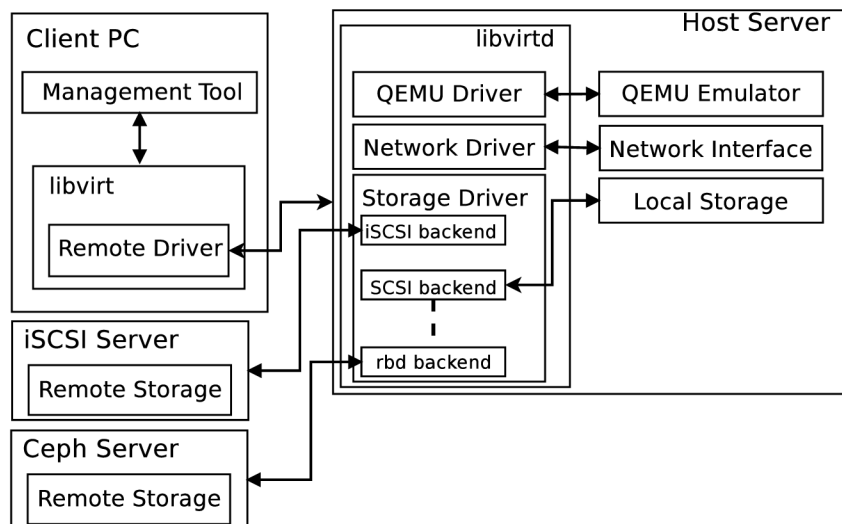 Client PC
Management Tool
libvirt
Remote Driver
iSCSI Server
Remote Storage
Ceph Server
Remote Storage
Host Server
libvirtd
QEMU Driver
QEMU Emulator
Network Driver
Network Interface
Storage Driver
Local Storage
iSCSI backend
SCSI backend
rbd backend